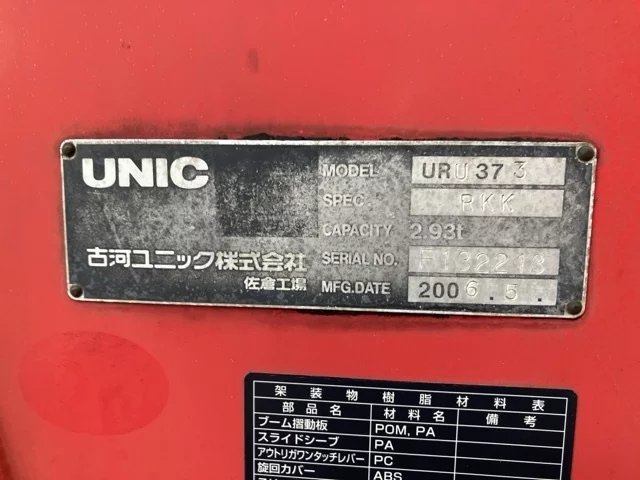 UNIC
MODEL URU373
SPEC. RKK
CAPACITY 2.93t
古河ユニック株式会社
SERIAL NO.
佐倉工場
MFG.DATE 2006.5.
架装物樹脂材料表
部品名 材料名 備考
ブーム摺動板 POM, PA
スライドシーブ PA
アウトリガワンタッチレバー PC
旋回カバー ABS